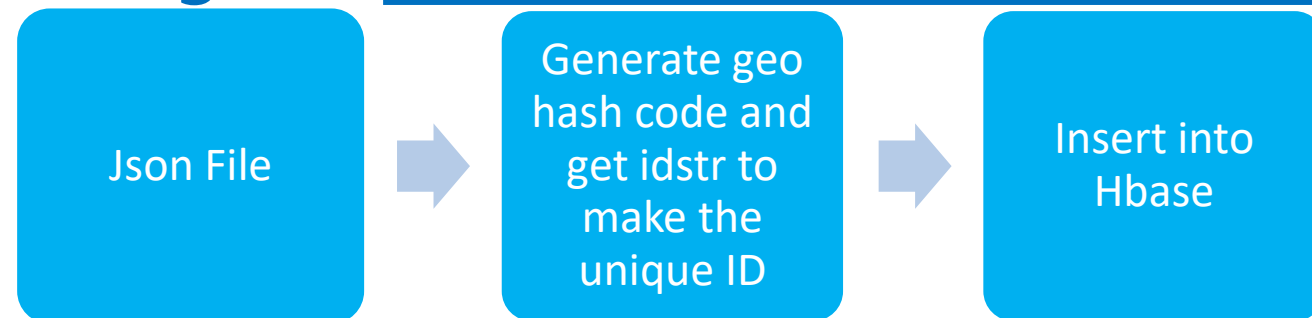 Json File
Generate geo
hash code and
get idstr to
make the
unique ID
Insert into
Hbase